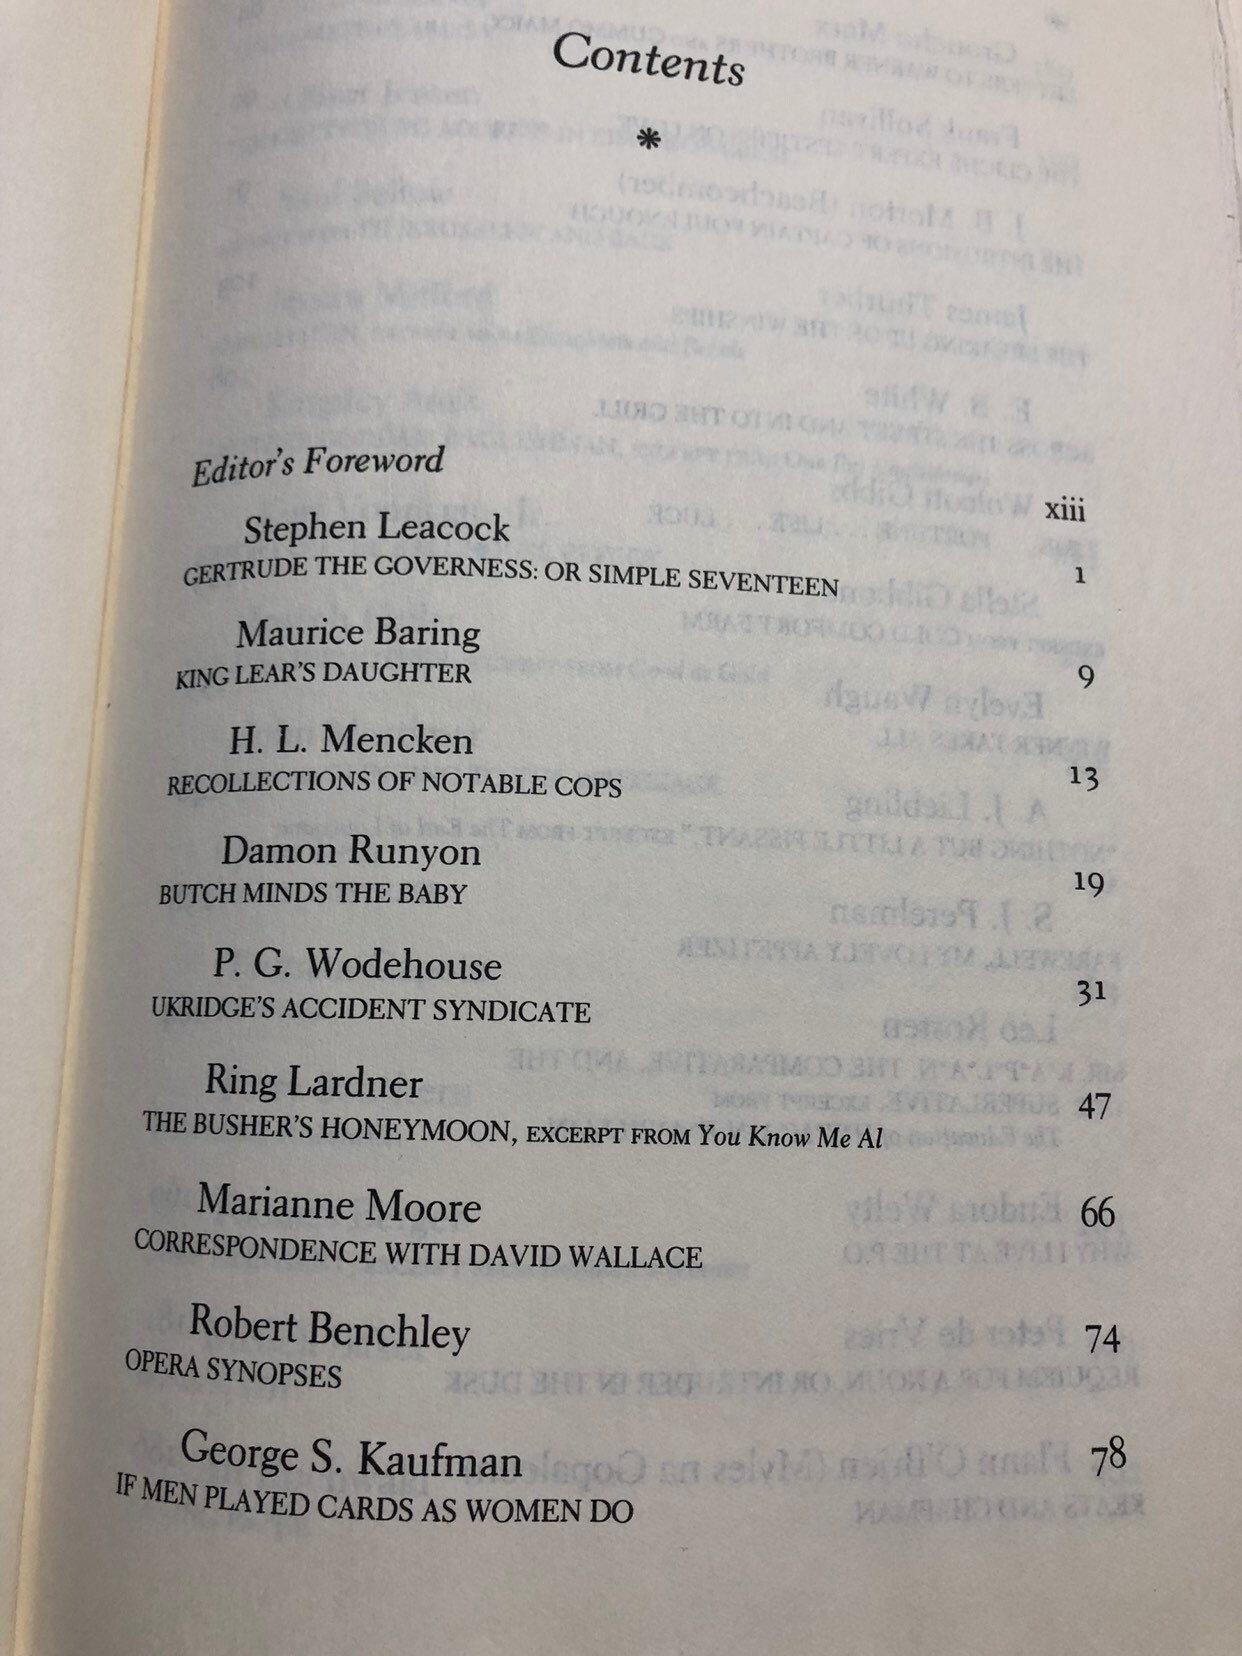 Contents
*
Editor's Foreword xiii
Stephen Leacock
GERTRUDE THE GOVERNESS: OR SIMPLE SEVENTEEN 1
Maurice Baring
KING LEAR'S DAUGHTER 9
H. L. Mencken
RECOLLECTIONS OF NOTABLE COPS 13
Damon Runyon
BUTCH MINDS THE BABY 19
P. G. Wodehouse
UKRIDGE'S ACCIDENT SYNDICATE 31
Ring Lardner
THE BUSHER'S HONEYMOON, EXCERPT FROM You Know Me Al 47
Marianne Moore
CORRESPONDENCE WITH DAVID WALLACE 66
Robert Benchley
OPERA SYNOPSES 74
George S. Kaufman
IF MEN PLAYED CARDS AS WOMEN DO 78